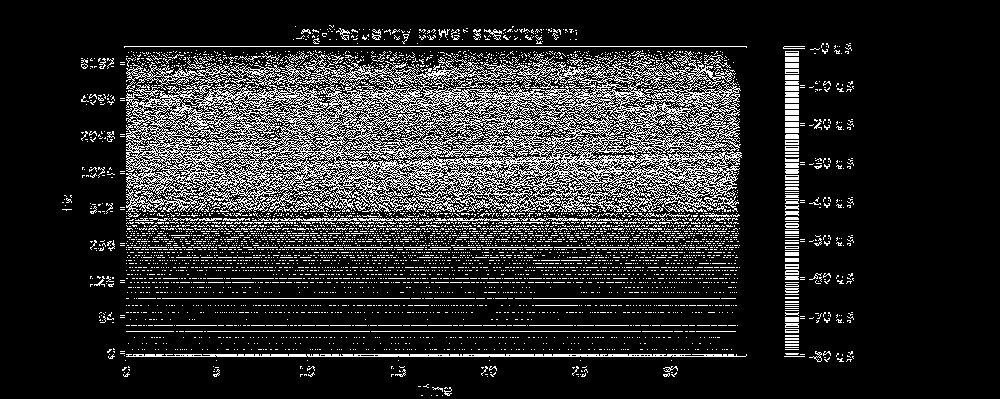 Log-frequency power spectrogram
8192
4096
2048
1024
512
256
128
64
0
Hz
0
5
10
15
20
25
30
Time
-10 dB
-20 dB
-30 dB
-40 dB
-50 dB
-60 dB
-70 dB
-80 dB